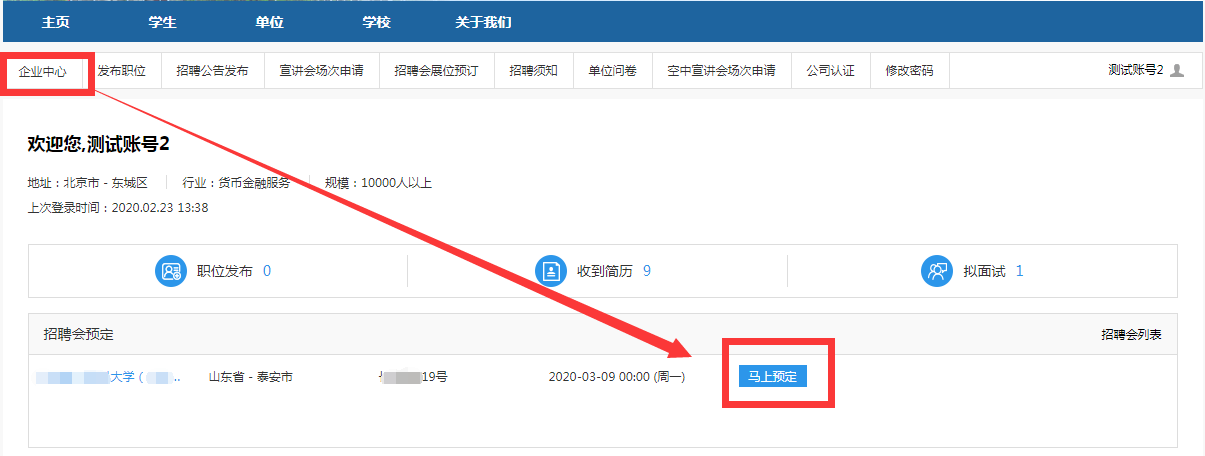 主页 学生 单位 学校 关于我们
企业中心 发布职位 招聘公告发布 宣讲会场次申请 招聘会展位预订 招聘须知 单位问卷 空中宣讲会场次申请 公司认证 修改密码 测试账号2
欢迎您,测试账号2
地址：北京市 - 东城区 行业：货币金融服务 规模：10000人以上
上次登录时间：2020.02.23 13:38
职位发布 0 收到简历 9 拟面试 1
招聘会预定 招聘会列表
大学 ( .. 山东省 - 泰安市 19号 2020-03-09 00:00 (周一) 马上预定